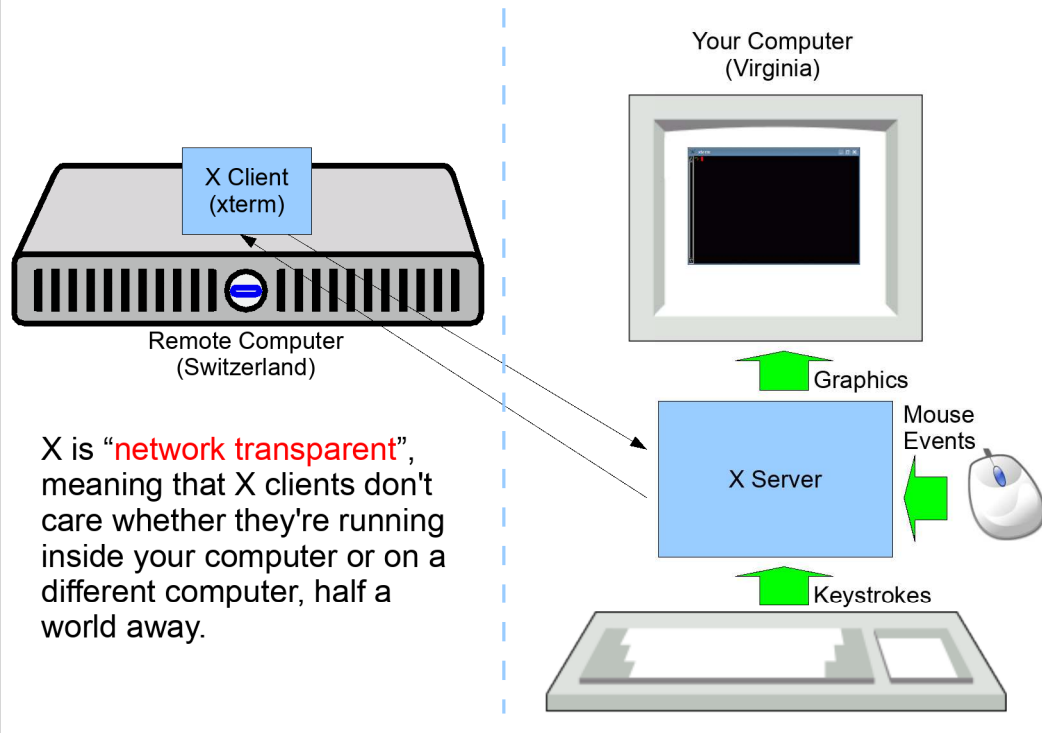 Your Computer
(Virginia)
X Client
(xterm)
Remote Computer
(Switzerland)
Graphics
Mouse
Events
X Server
Keystrokes
X is “network transparent”,
meaning that X clients don't
care whether they're running
inside your computer or on a
different computer, half a
world away.